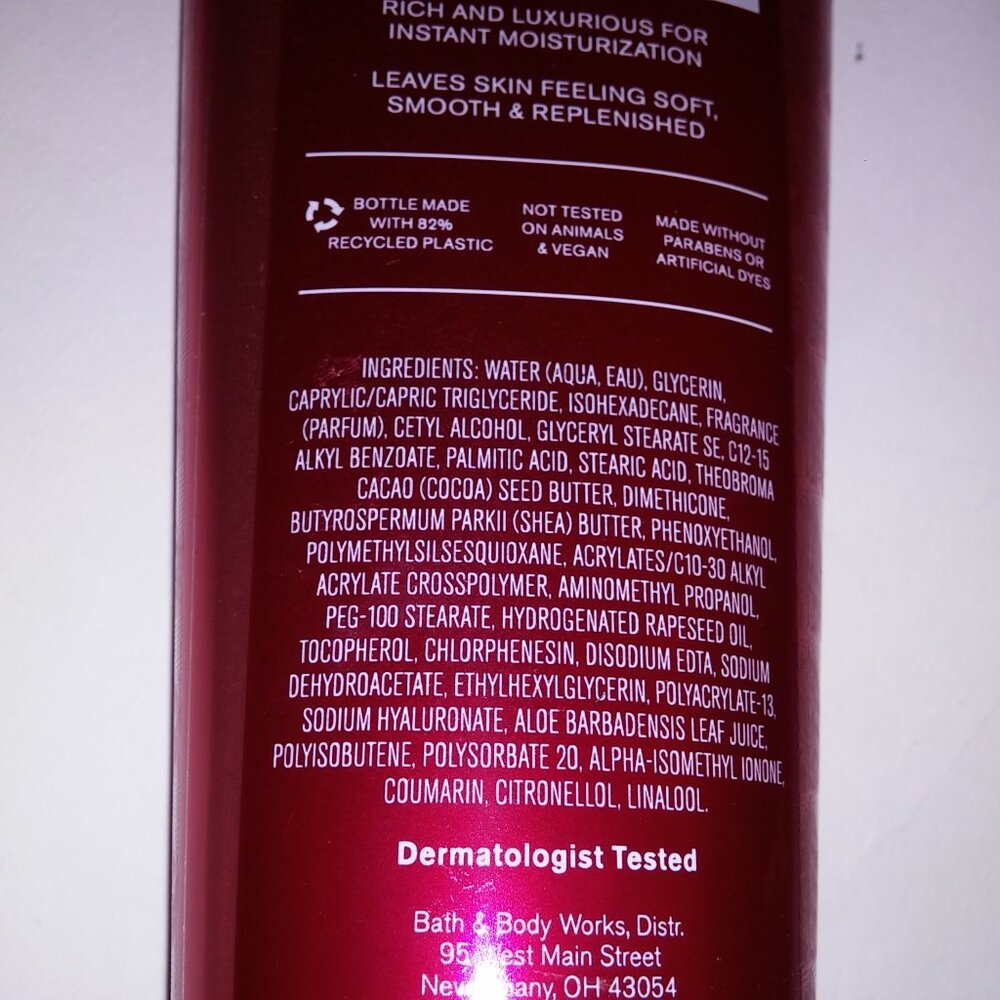 RICH AND LUXURIOUS FOR
INSTANT MOISTURIZATION
LEAVES SKIN FEELING SOFT,
SMOOTH & REPLENISHED
BOTTLE MADE
WITH 82%
RECYCLED PLASTIC
NOT TESTED
ON ANIMALS
& VEGAN
MADE WITHOUT
PARABENS OR
ARTIFICIAL DYES
INGREDIENTS: WATER (AQUA, EAU), GLYCERIN,
CAPRYLIC/CAPRIC TRIGLYCERIDE, ISOHEXADECANE, FRAGRANCE
(PARFUM), CETYL ALCOHOL, GLYCERYL STEARATE SE, C12-15
ALKYL BENZOATE, PALMITIC ACID, STEARIC ACID, THEOBROMA
CACAO (COCOA) SEED BUTTER, DIMETHICONE,
BUTYROSPERMUM PARKII (SHEA) BUTTER, PHENOXYETHANOL,
POLYMETHYLSILSESQUIOXANE, ACRYLATES/C10-30 ALKYL
ACRYLATE CROSSPOLYMER, AMINOMETHYL PROPANOL,
PEG-100 STEARATE, HYDROGENATED RAPESEED OIL,
TOCOPHEROL, CHLORPHENESIN, DISODIUM EDTA, SODIUM
DEHYDROACETATE, ETHYLHEXYLGLYCERIN, POLYACRYLATE-13,
SODIUM HYALURONATE, ALOE BARBADENSIS LEAF JUICE,
POLYISOBUTENE, POLYSORBATE 20, ALPHA-ISOMETHYL IONONE,
COUMARIN, CITRONELLOL, LINALOOL.
Dermatologist Tested
Bath & Body Works, Distr.
95 Main Street
OH 43054